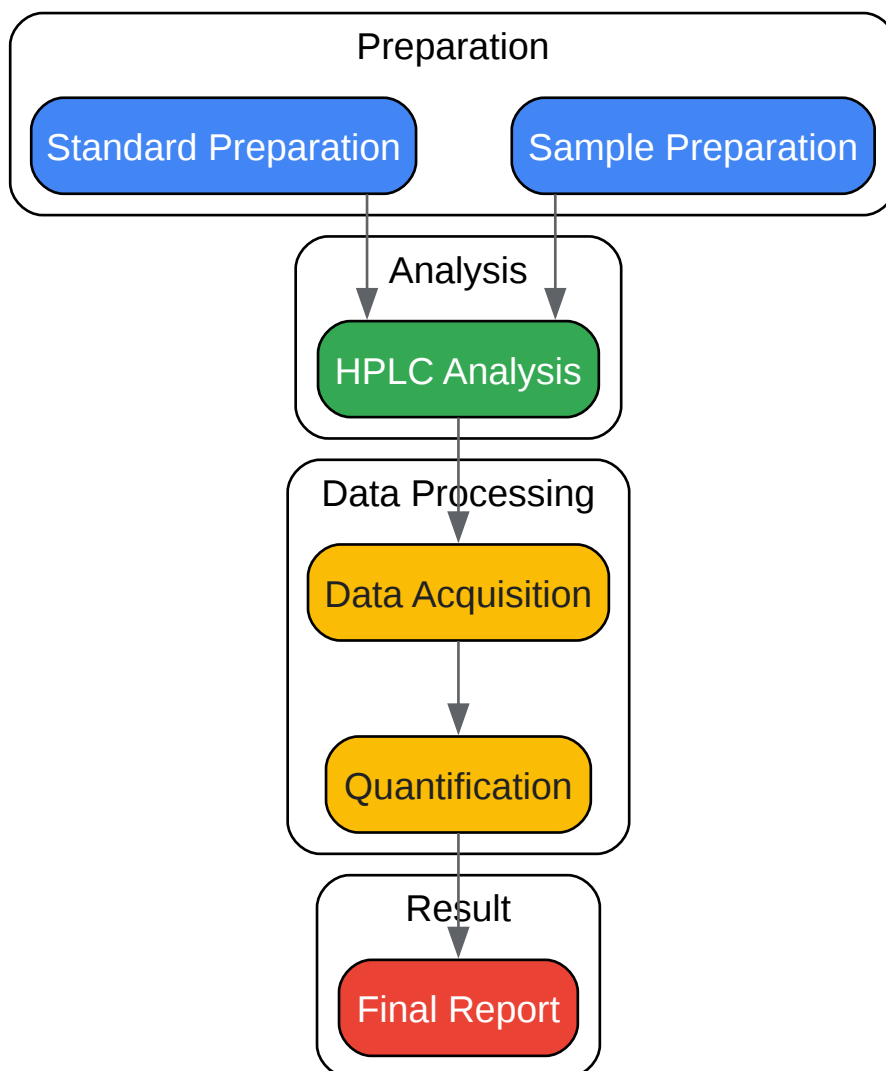 Preparation
Standard Preparation
Sample Preparation
Analysis
HPLC Analysis
Data Processing
Data Acquisition
Quantification
Result
Final Report